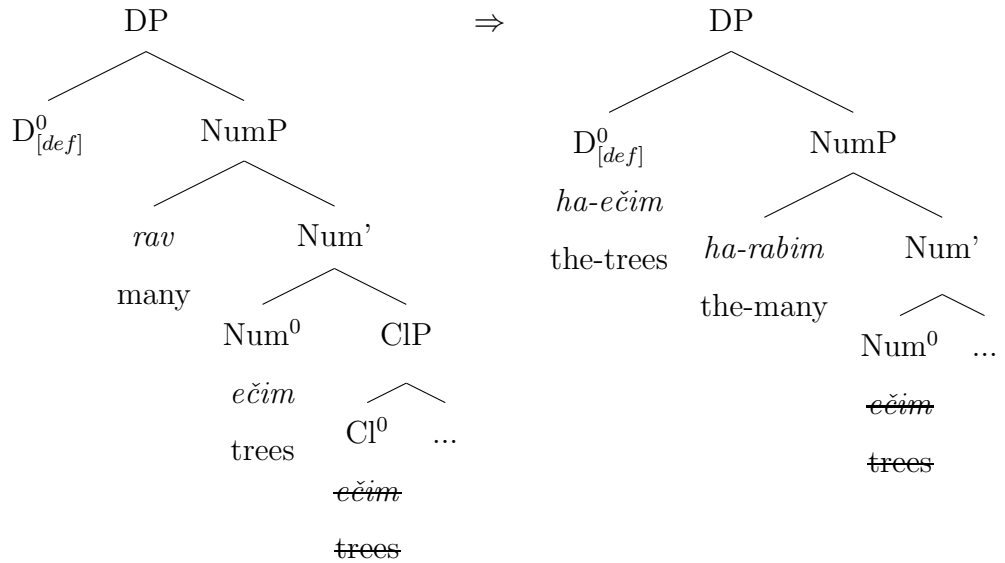 DP ⇒ DP
D⁰[def] NumP D⁰[def] NumP
ha-ečim
rav Num’ ha-rabim Num’
many the-trees the-many
Num⁰ ClP Num⁰ ...
ečim ečim
trees Cl⁰ ... trees
ečim
trees